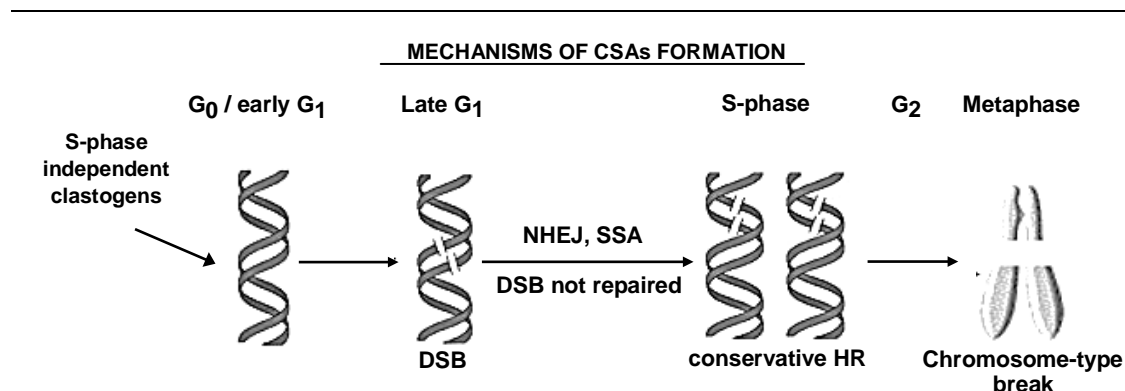 MECHANISMS OF CSAs FORMATION
G0 / early G1
Late G1
S-phase
G2
Metaphase
S-phase
independent
clastogens
NHEJ, SSA
DSB not repaired
DSB
conservative HR
Chromosome-type
break